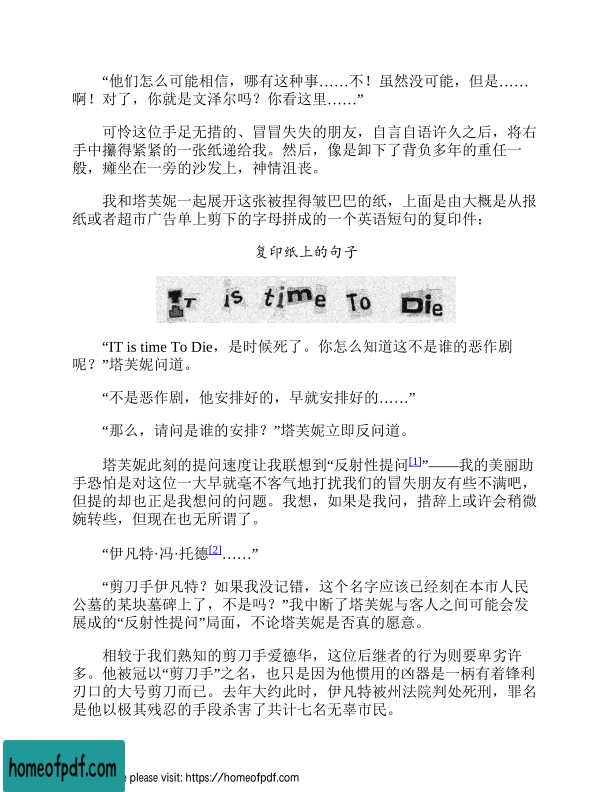 “他们怎么可能相信，哪有这种事……不！虽然没可能，但是……
啊！对了，你就是文泽尔吗？你看这里……”
可怜这位手足无措的、冒冒失失的朋友，自言自语许久之后，将右
手中攥得紧紧的一张纸递给我。然后，像是卸下了背负多年的重任一
般，瘫坐在一旁的沙发上，神情沮丧。
我和塔芙妮一起展开这张被捏得皱巴巴的纸，上面是由大概是从报
纸或者超市广告单上剪下的字母拼成的一个英语短句的复印件：
复印纸上的句子
IT is time To Die
“IT is time To Die，是时候死了。你怎么知道这不是谁的恶作剧
呢？”塔芙妮问道。
“不是恶作剧，他安排好的，早就安排好的……”
“那么，请问是谁的安排？”塔芙妮立即反问道。
塔芙妮此刻的提问速度让我联想到“反射性提问[1]”——我的美丽助
手恐怕是对这位一大早就毫不客气地打扰我们的冒失朋友有些不满吧，
但提的却也正是我想问的问题。我想，如果是我问，措辞上或许会稍微
婉转些，但现在也无所谓了。
“伊凡特·冯·托德[2]……”
“剪刀手伊凡特？如果我没记错，这个名字应该已经刻在本市人民
公墓的某块墓碑上了，不是吗？”我中断了塔芙妮与客人之间可能会发
展成的“反射性提问”局面，不论塔芙妮是否真的愿意。
相较于我们熟知的剪刀手爱德华，这位后继者的行为则要卑劣许
多。他被冠以“剪刀手”之名，也只是因为他惯用的凶器是一柄有着锋利
刃口的大号剪刀而已。去年大约此时，伊凡特被州法院判处死刑，罪名
是他以极其残忍的手段杀害了共计七名无辜市民。
homeofpdf.com
e please visit: https://homeofpdf.com